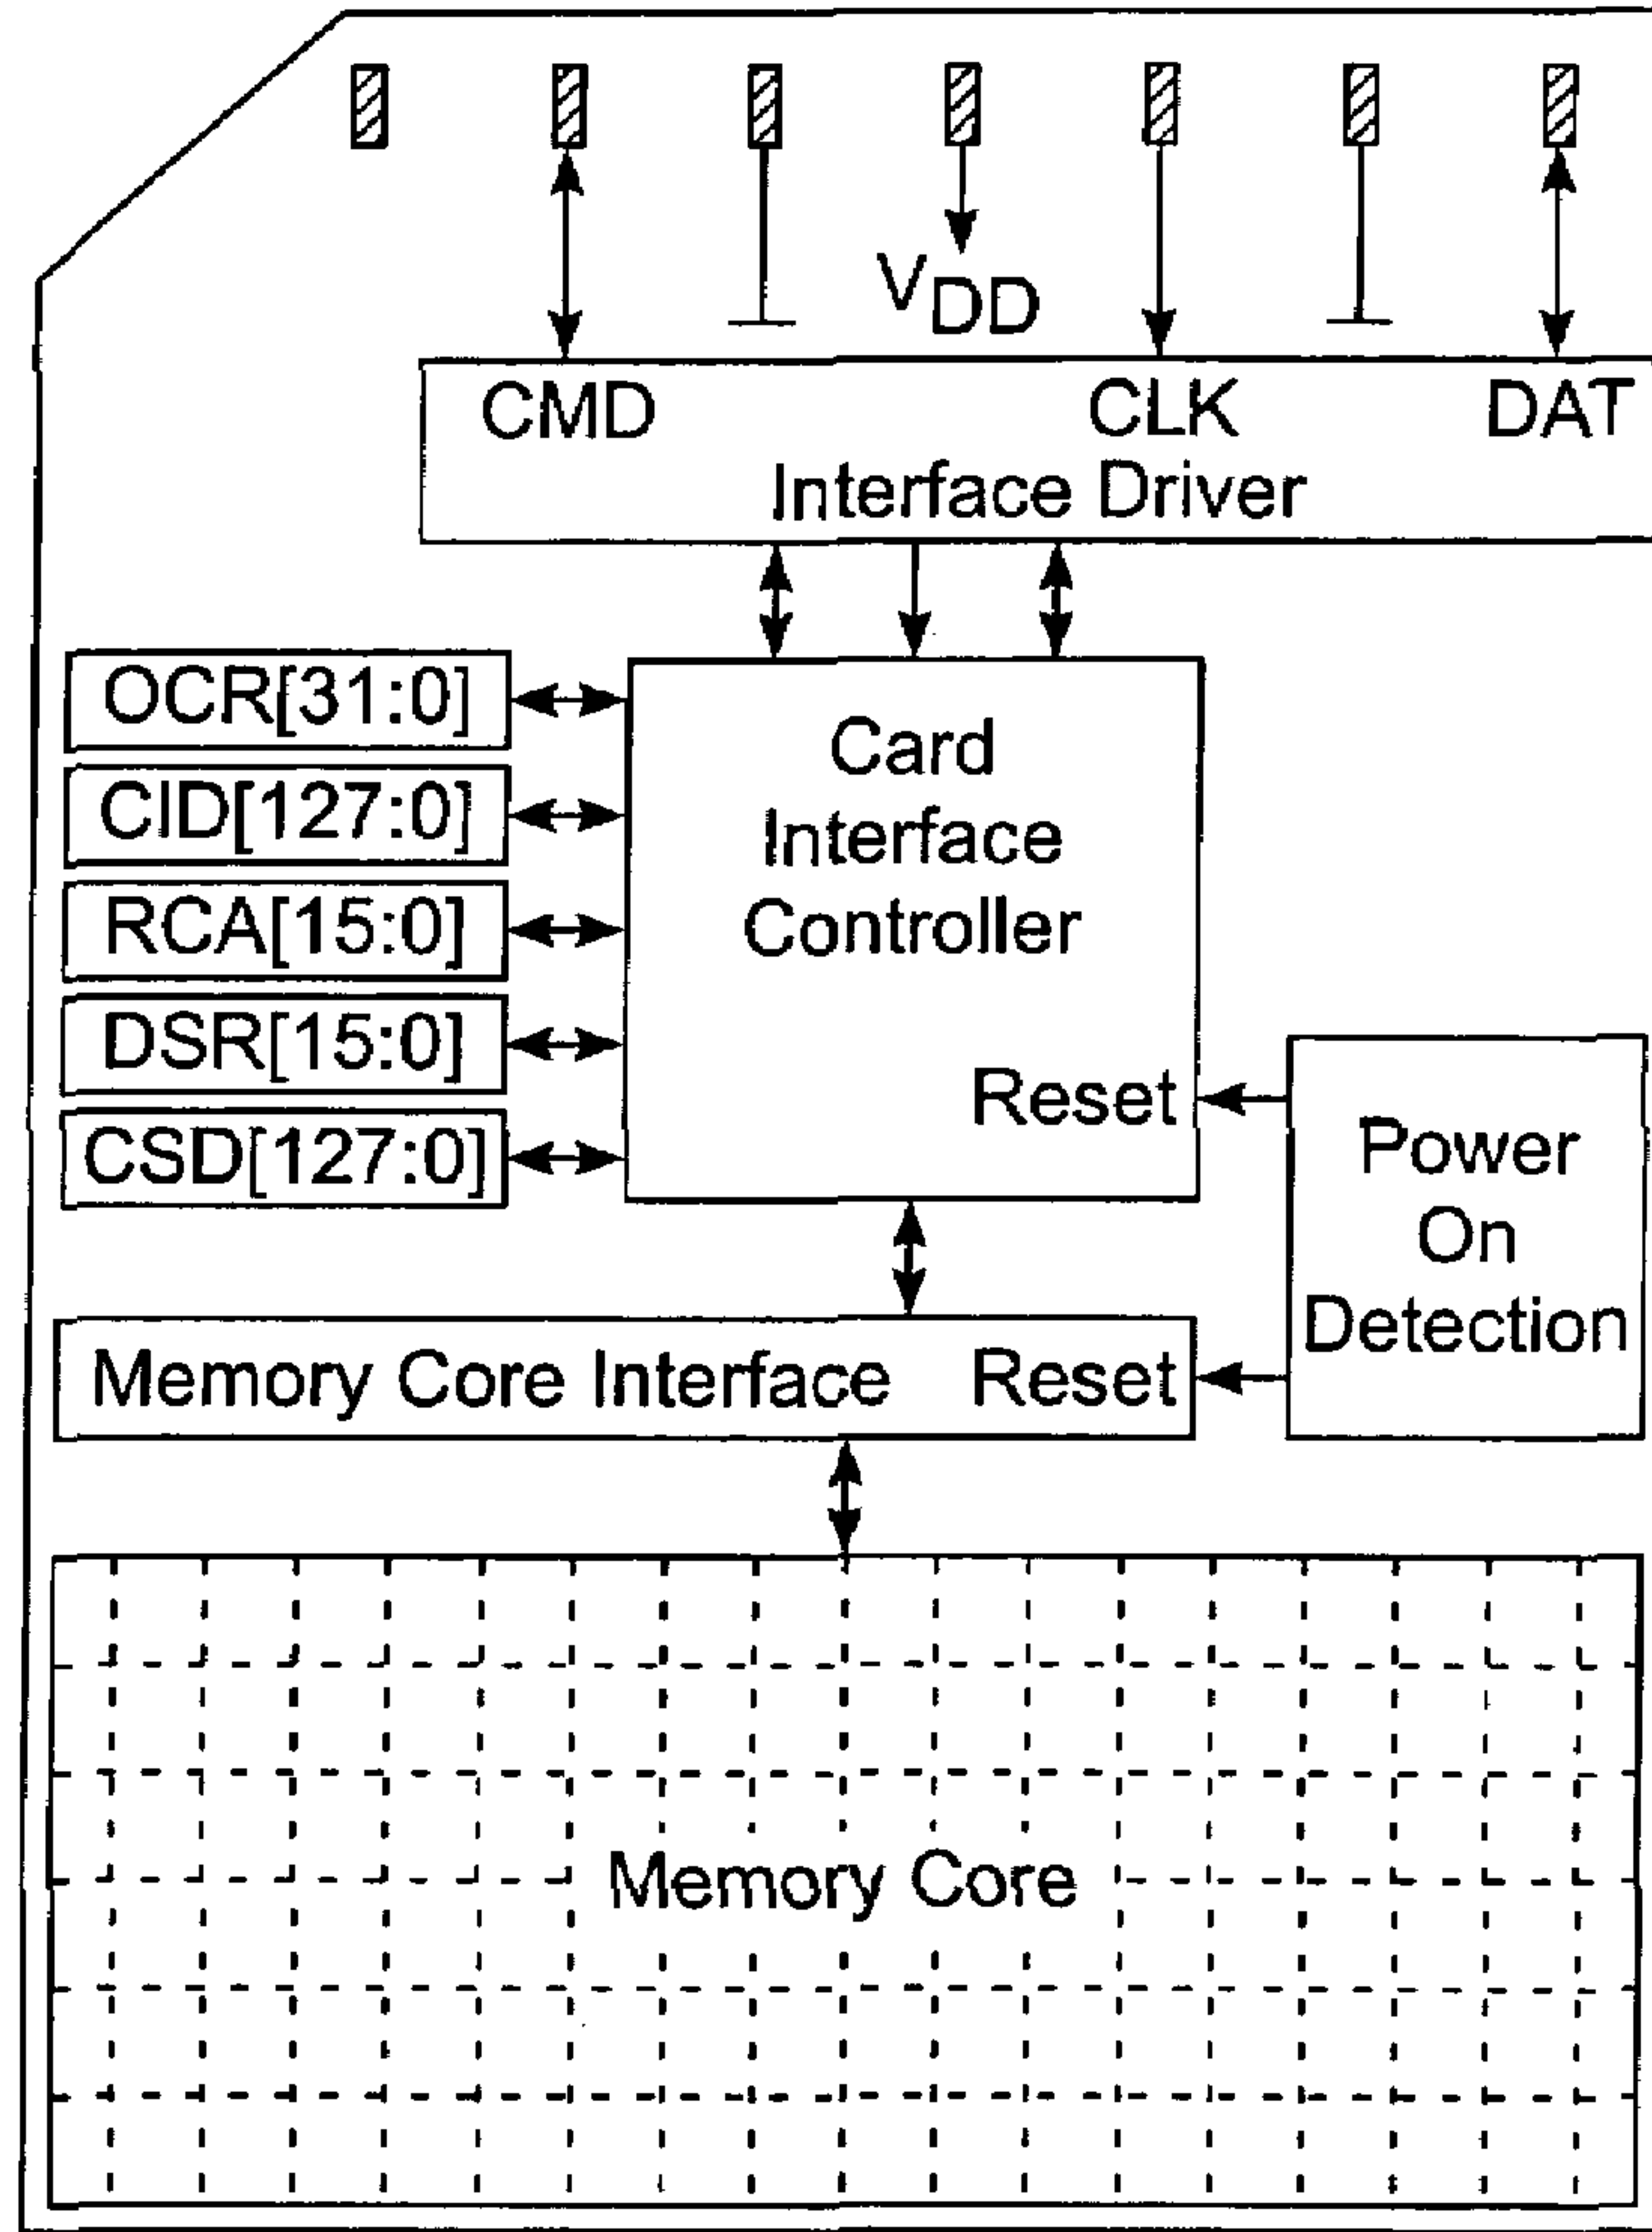 VDD
CMD CLK DAT
Interface Driver
OCR[31:0]
CID[127:0]
RCA[15:0]
DSR[15:0]
CSD[127:0]
Card
Interface
Controller
Reset
Power
On
Detection
Memory Core Interface Reset
Memory Core